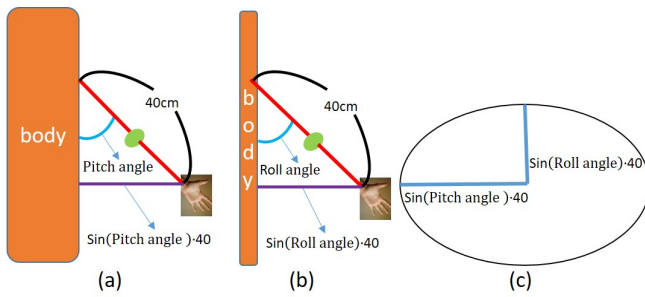 body
40cm
Pitch angle
Sin(Pitch angle )·40
(a)
body
40cm
Roll angle
Sin(Roll angle)·40
(b)
Sin(Roll angle)·40
Sin(Pitch angle )·40
(c)